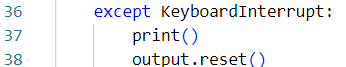 36 except KeyboardInterrupt:
37 print()
38 output.reset()